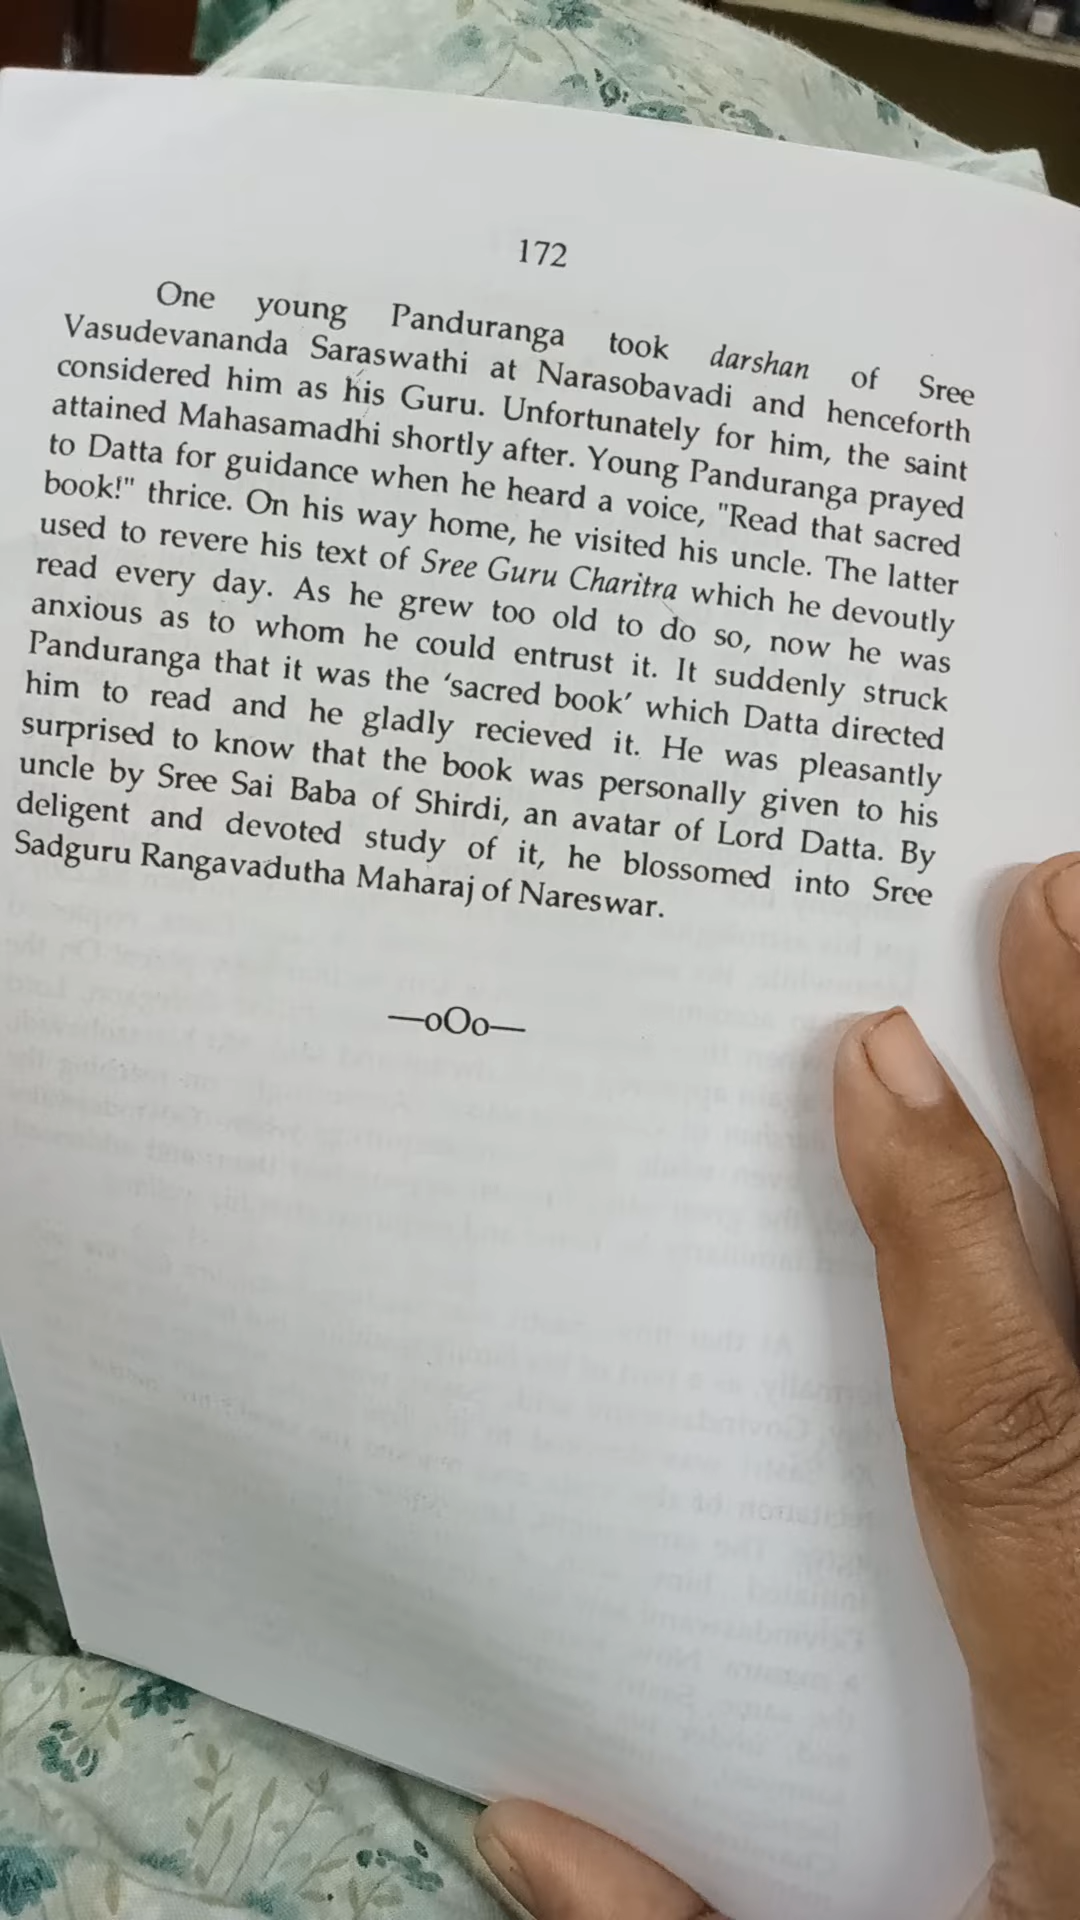 172
One young Panduranga took darshan of Sree
Vasudevananda Saraswathi at Narasobavadi and henceforth
considered him as his Guru. Unfortunately for him, the saint
attained Mahasamadhi shortly after. Young Panduranga prayed
to Datta for guidance when he heard a voice, "Read that sacred
book!" thrice. On his way home, he visited his uncle. The latter
used to revere his text of Sree Guru Charitra which he devoutly
read every day. As he grew too old to do so, now he was
anxious as to whom he could entrust it. It suddenly struck
Panduranga that it was the ‘sacred book’ which Datta directed
him to read and he gladly recieved it. He was pleasantly
surprised to know that the book was personally given to his
uncle by Sree Sai Baba of Shirdi, an avatar of Lord Datta. By
deligent and devoted study of it, he blossomed into Sree
Sadguru Rangavadutha Maharaj of Nareswar.
—oOo—